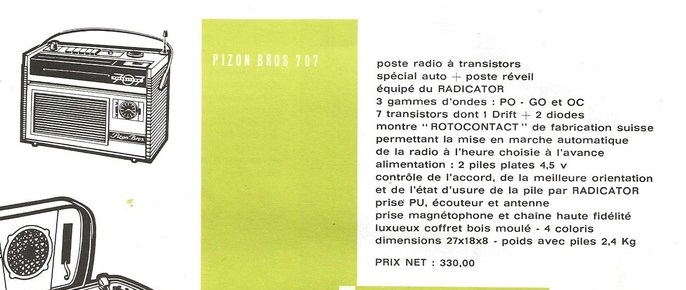 PIZON BROS 707
poste radio à transistors
spécial auto + poste réveil
équipé du RADICATOR
3 gammes d'ondes : PO - GO et OC
7 transistors dont 1 Drift + 2 diodes
montre "ROTOCONTACT" de fabrication suisse
permettant la mise en marche automatique
de la radio à l'heure choisie à l'avance
alimentation : 2 piles plates 4,5 v
contrôle de l'accord, de la meilleure orientation
et de l'état d'usure de la pile par RADICATOR
prise PU, écouteur et antenne
prise magnétophone et chaine haute fidélité
luxueux coffret bois moulé - 4 coloris
dimensions 27x18x8 - poids avec piles 2,4 Kg
PRIX NET : 330,00
Pizon Bros